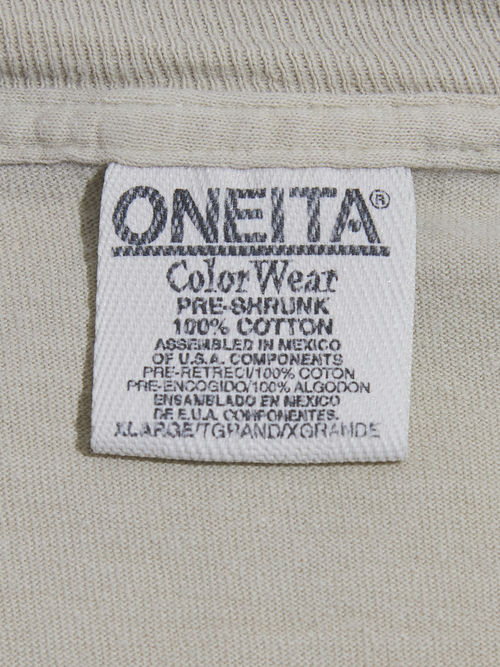 ONEITA®
Color Wear
PRE-SHRUNK
100% COTTON
ASSEMBLED IN MEXICO
OF U.S.A. COMPONENTS
PRE-RETRECI/100% COTON
PRE-ENCOGIDO/100% ALGODON
ENSAMBLADO EN MEXICO
DE E.U.A. COMPONENTES.
XLARGE/TGRAND/XGRANDE